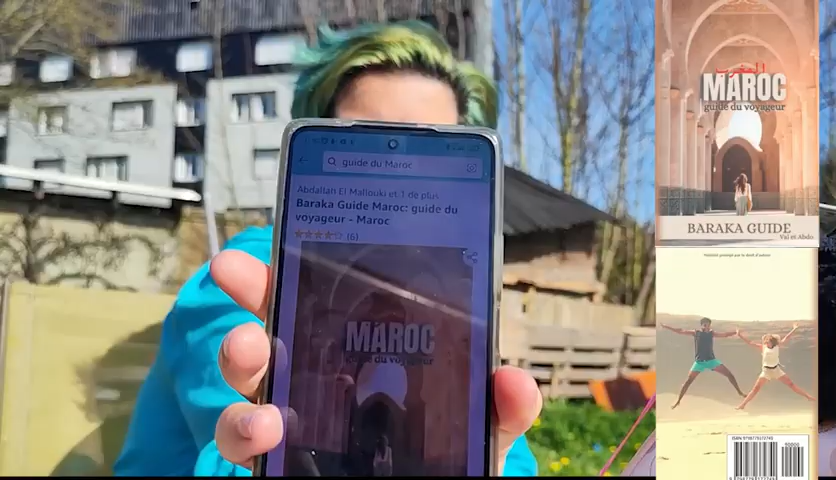 guide du Maroc
Abdallah El Mallouki et 1 de plus
Baraka Guide Maroc: guide du
voyageur - Maroc
(6)
MAROC
guide du voyageur
المغرب
MAROC
guide du voyageur
BARAKA GUIDE
Val et Abdo